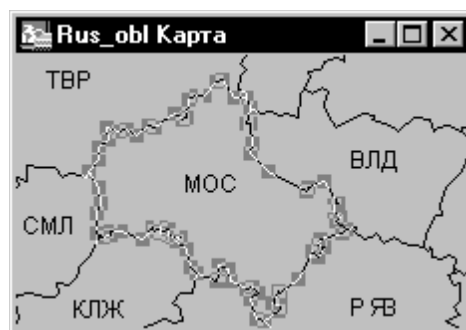 Rus_obl Карта
ТВР
ВЛД
МОС
СМЛ
КЛЖ
Р ЯВ